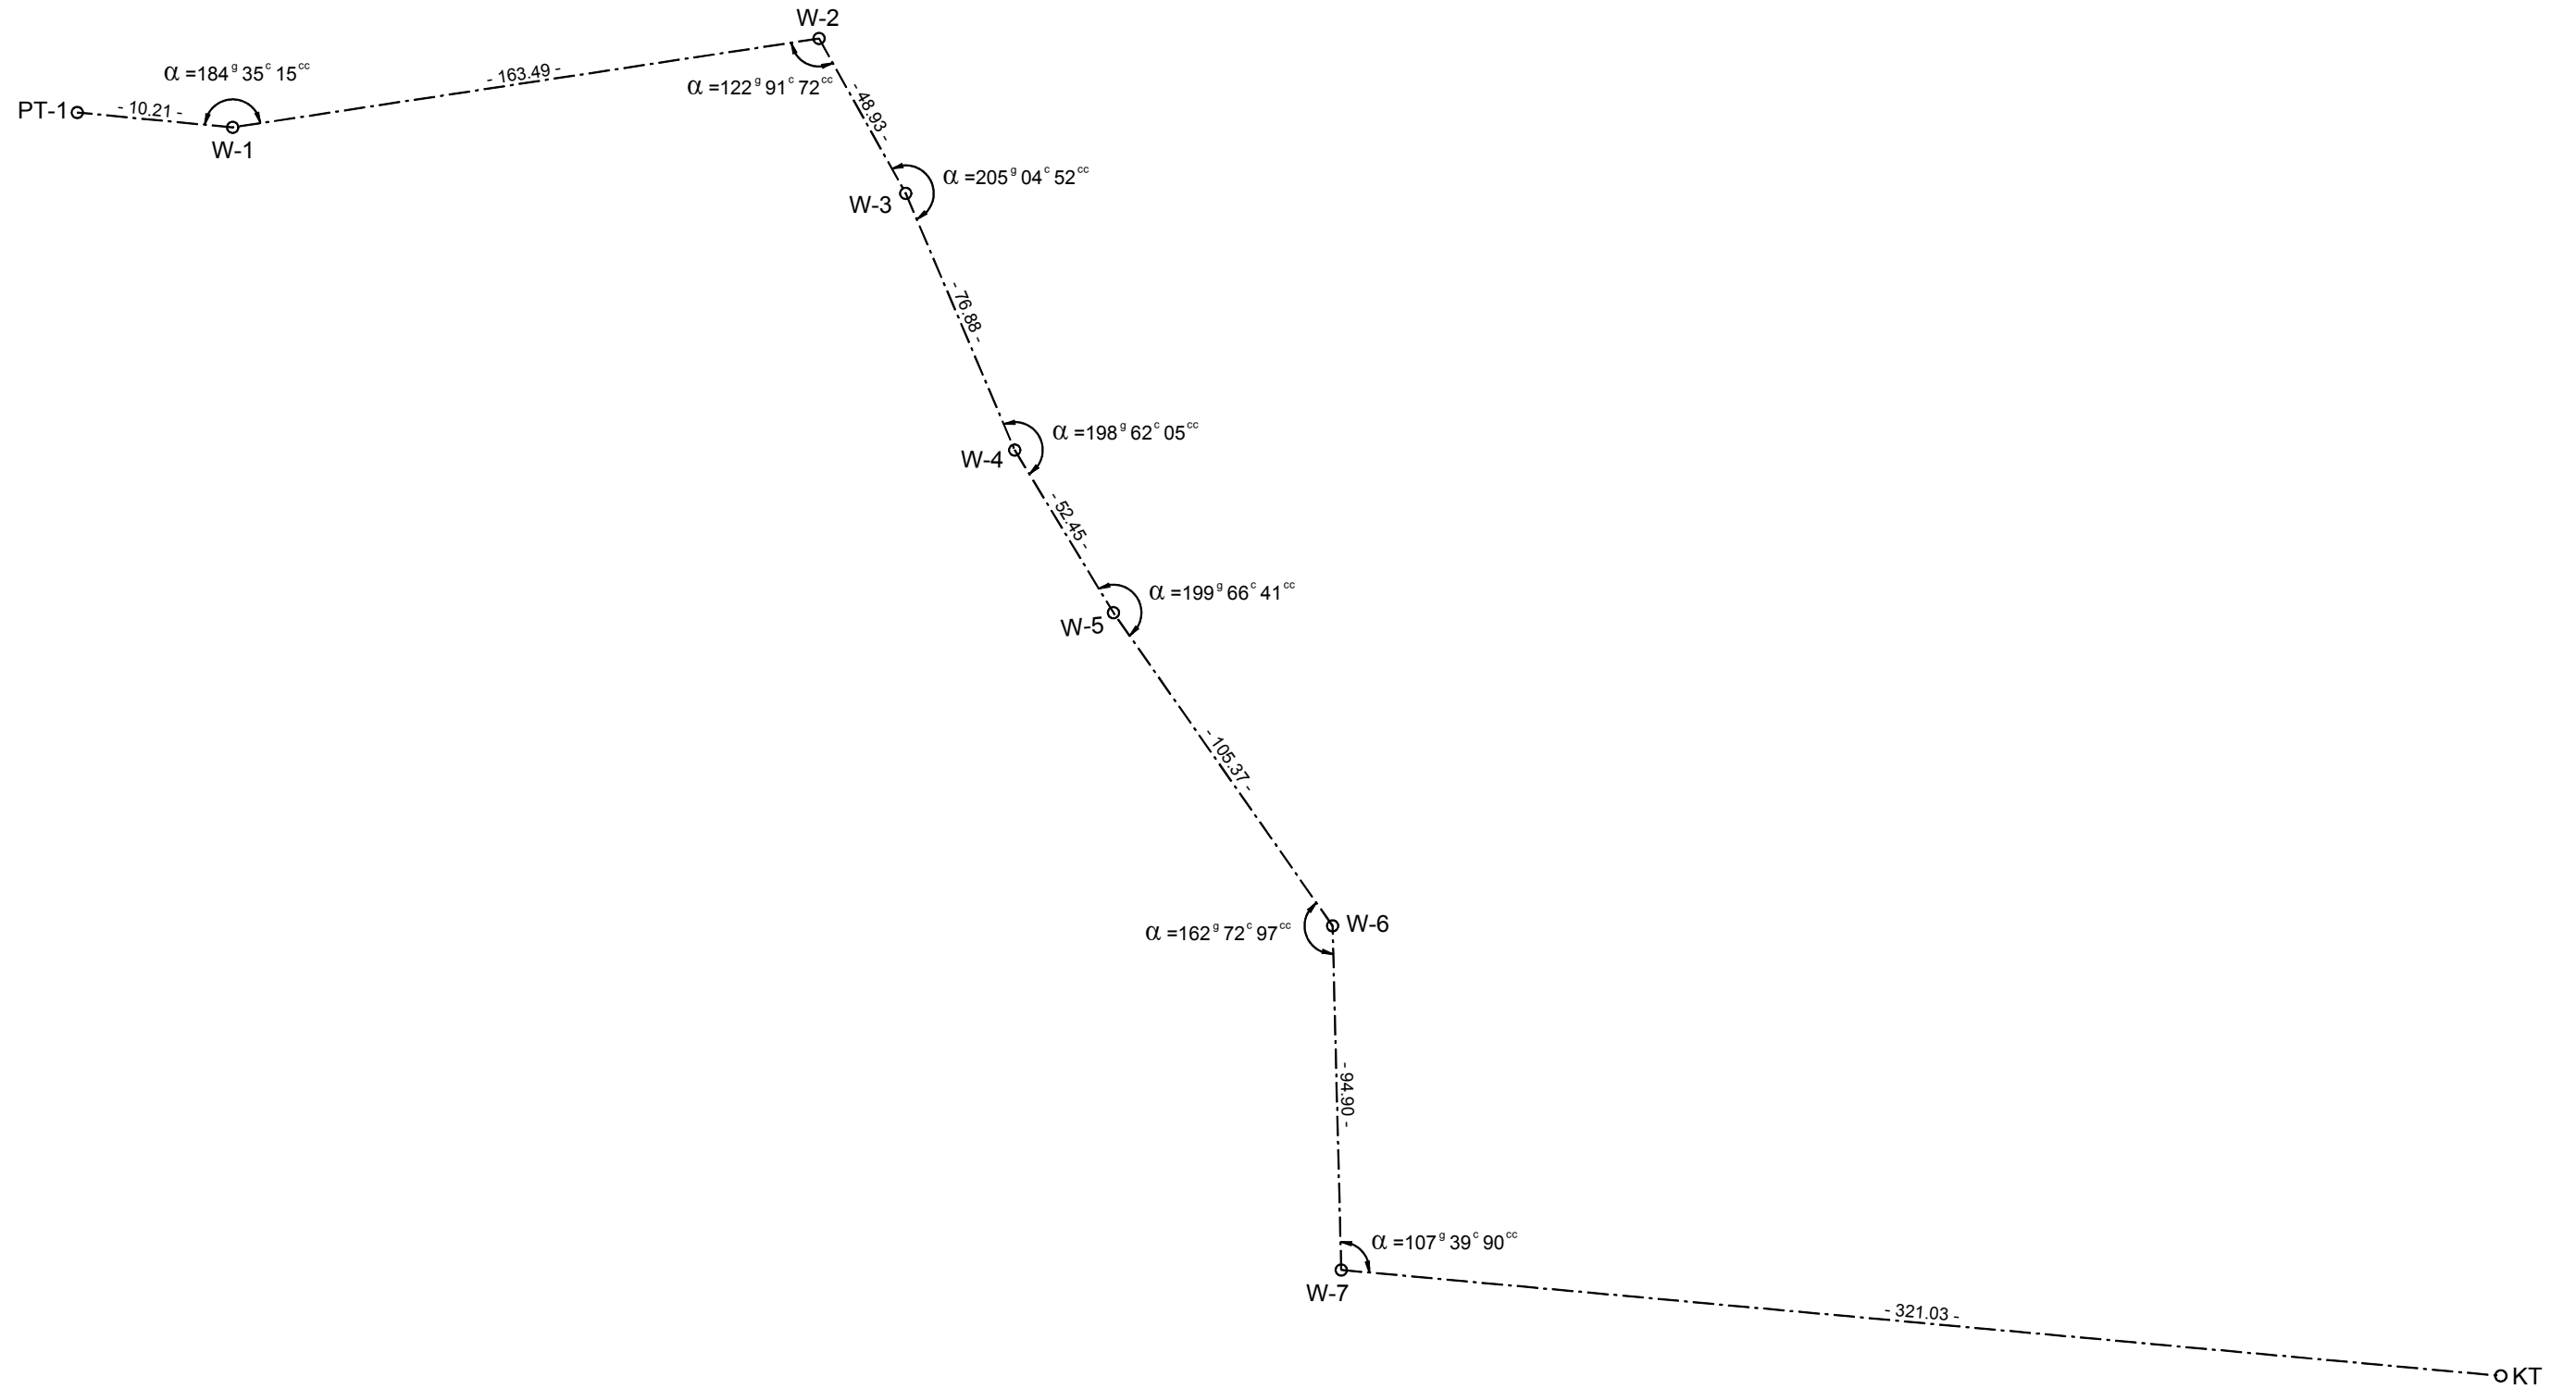 W-2
α =184ᵍ 35ᶜ 15ᶜᶜ
- 163.49 -
α =122ᵍ 91ᶜ 72ᶜᶜ
PT-1
- 10.21 -
- 48.93 -
W-1
α =205ᵍ 04ᶜ 52ᶜᶜ
W-3
- 76.88 -
α =198ᵍ 62ᶜ 05ᶜᶜ
W-4
- 52.45 -
α =199ᵍ 66ᶜ 41ᶜᶜ
W-5
- 105.37 -
W-6
α =162ᵍ 72ᶜ 97ᶜᶜ
- 94.90 -
α =107ᵍ 39ᶜ 90ᶜᶜ
W-7
- 321.03 -
KT